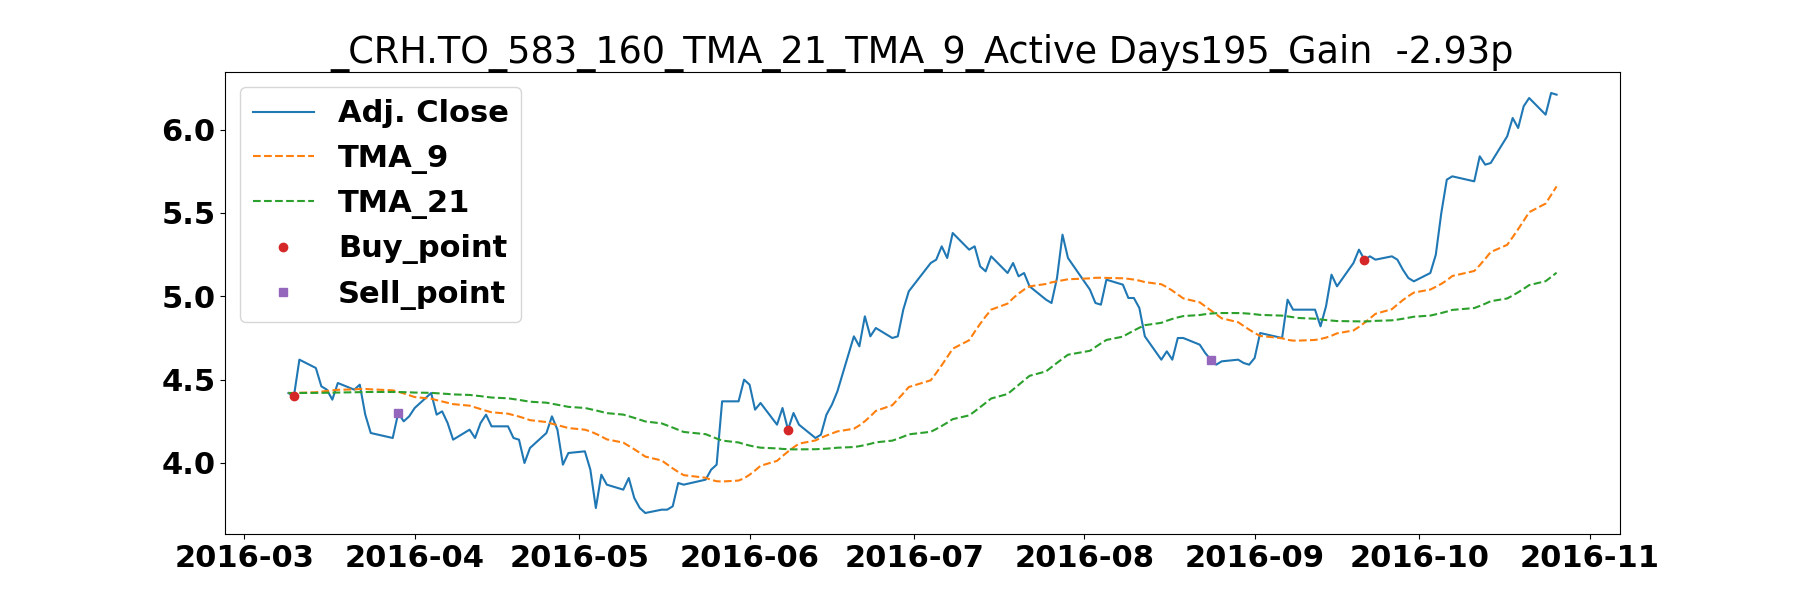 _CRH.TO_583_160_TMA_21_TMA_9_Active Days195_Gain  -2.93p
Adj. Close
TMA_9
TMA_21
Buy_point
Sell_point
6.0
5.5
5.0
4.5
4.0
2016-03 2016-04 2016-05 2016-06 2016-07 2016-08 2016-09 2016-10 2016-11